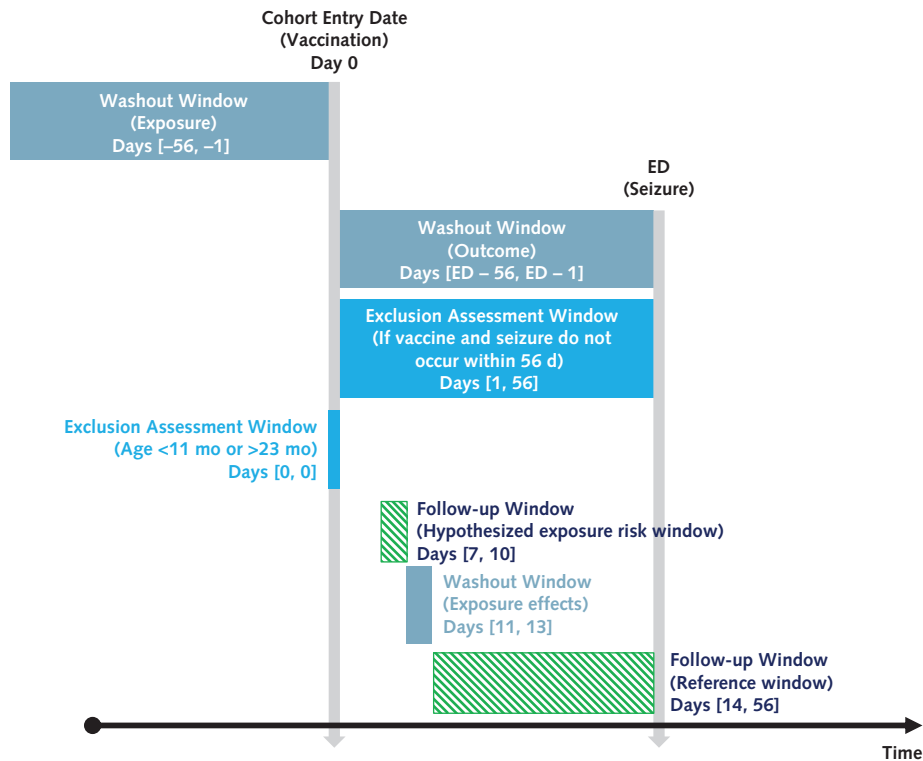 Cohort Entry Date
(Vaccination)
Day 0
Washout Window
(Exposure)
Days [–56, –1]
ED
(Seizure)
Washout Window
(Outcome)
Days [ED – 56, ED – 1]
Exclusion Assessment Window
(If vaccine and seizure do not
occur within 56 d)
Days [1, 56]
Exclusion Assessment Window
(Age <11 mo or >23 mo)
Days [0, 0]
Follow-up Window
(Hypothesized exposure risk window)
Days [7, 10]
Washout Window
(Exposure effects)
Days [11, 13]
Follow-up Window
(Reference window)
Days [14, 56]
Time